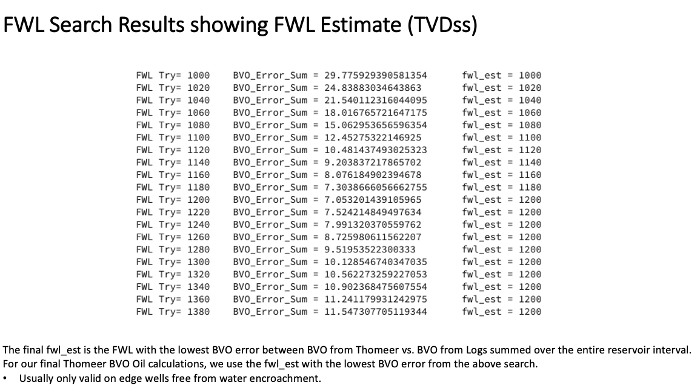 FWL Search Results showing FWL Estimate (TVDss)
FWL Try= 1000 BVO_Error_Sum = 29.775929390581354 fwl_est = 1000
FWL Try= 1020 BVO_Error_Sum = 24.83883034643863 fwl_est = 1020
FWL Try= 1040 BVO_Error_Sum = 21.540112316044095 fwl_est = 1040
FWL Try= 1060 BVO_Error_Sum = 18.016765721647175 fwl_est = 1060
FWL Try= 1080 BVO_Error_Sum = 15.062953656596354 fwl_est = 1080
FWL Try= 1100 BVO_Error_Sum = 12.45275322146925 fwl_est = 1100
FWL Try= 1120 BVO_Error_Sum = 10.481437493025323 fwl_est = 1120
FWL Try= 1140 BVO_Error_Sum = 9.203837217865702 fwl_est = 1140
FWL Try= 1160 BVO_Error_Sum = 8.076184902394678 fwl_est = 1160
FWL Try= 1180 BVO_Error_Sum = 7.3038666056662755 fwl_est = 1180
FWL Try= 1200 BVO_Error_Sum = 7.053201439105965 fwl_est = 1200
FWL Try= 1220 BVO_Error_Sum = 7.524214849497634 fwl_est = 1200
FWL Try= 1240 BVO_Error_Sum = 7.991320370559762 fwl_est = 1200
FWL Try= 1260 BVO_Error_Sum = 8.725980611562207 fwl_est = 1200
FWL Try= 1280 BVO_Error_Sum = 9.51953522300333 fwl_est = 1200
FWL Try= 1300 BVO_Error_Sum = 10.128546740347035 fwl_est = 1200
FWL Try= 1320 BVO_Error_Sum = 10.562273259227053 fwl_est = 1200
FWL Try= 1340 BVO_Error_Sum = 10.902368475607554 fwl_est = 1200
FWL Try= 1360 BVO_Error_Sum = 11.241179931242975 fwl_est = 1200
FWL Try= 1380 BVO_Error_Sum = 11.547307705119344 fwl_est = 1200
The final fwl_est is the FWL with the lowest BVO error between BVO from Thomeer vs. BVO from Logs summed over the entire reservoir interval.
For our final Thomeer BVO Oil calculations, we use the fwl_est with the lowest BVO error from the above search.
• Usually only valid on edge wells free from water encroachment.